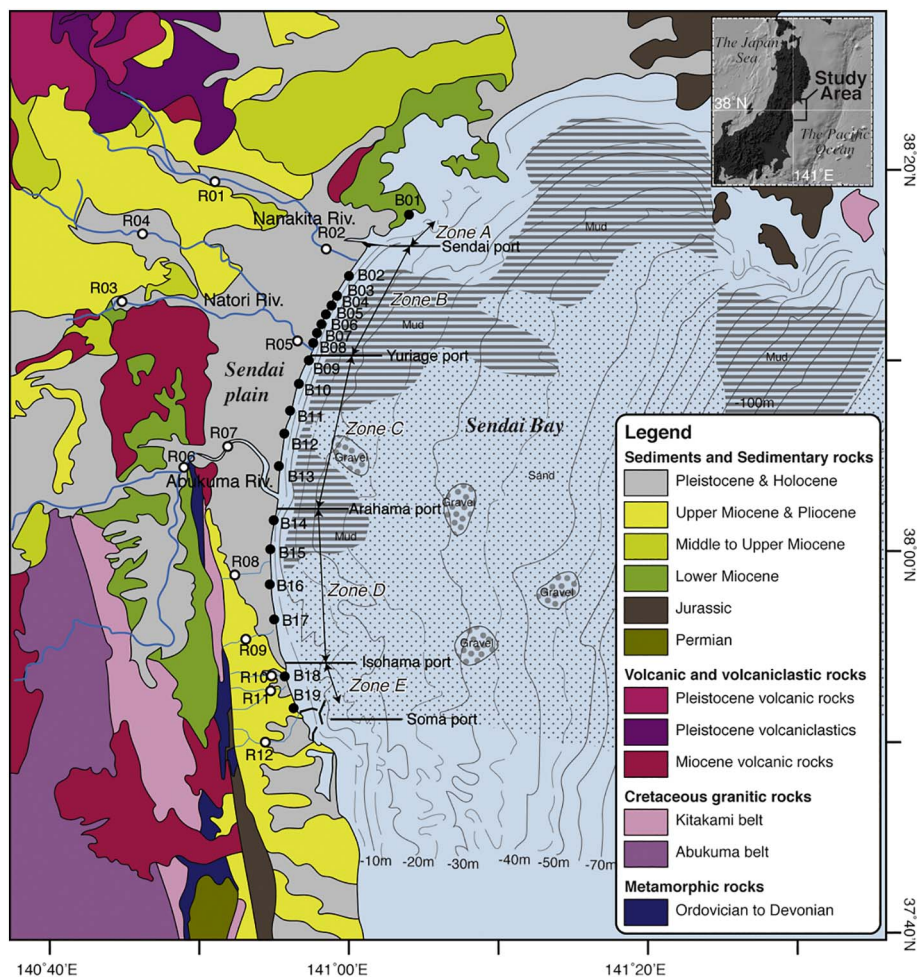 The Japan
Sea
Study
Area
38°N
The Pacific
Ocean
141°E
38°20'N
B01
R01
Nanakita Riv.
R04
R02
Zone A
Sendai port
Mud
B02
R03
B03
Natori Riv.
B04
Zone B
B05
B06
Mud
B07
R05
B08
Yuriage port
Mud
B09
Sendai
plain
B10
-100m
B11
Sendai Bay
B12
Zone C
R07
Gravel
R06
B13
Sand
Abukuma Riv.
Gravel
Arahama port
B14
Mud
38°00'N
B15
R08
B16
Zone D
Gravel
B17
R09
Gravel
Isohama port
R10
B18
Zone E
R11
B19
Soma port
R12
-10m
-20m
-30m
-40m
-50m
-70m
Legend
Sediments and Sedimentary rocks
Pleistocene & Holocene
Upper Miocene & Pliocene
Middle to Upper Miocene
Lower Miocene
Jurassic
Permian
Volcanic and volcaniclastic rocks
Pleistocene volcanic rocks
Pleistocene volcaniclastics
Miocene volcanic rocks
Cretaceous granitic rocks
Kitakami belt
Abukuma belt
Metamorphic rocks
Ordovician to Devonian
37°40'N
140°40'E
141°00'E
141°20'E